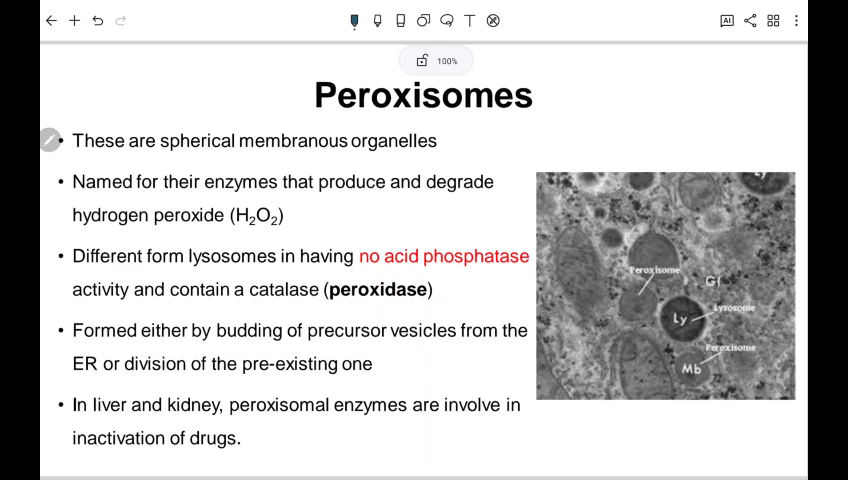 AI
100%
Peroxisomes
• These are spherical membranous organelles
• Named for their enzymes that produce and degrade
hydrogen peroxide (H₂O₂)
• Different form lysosomes in having no acid phosphatase
activity and contain a catalase (peroxidase)
• Formed either by budding of precursor vesicles from the
ER or division of the pre-existing one
• In liver and kidney, peroxisomal enzymes are involve in
inactivation of drugs.
Ly
Peroxisome
Gl
Lysosome
Ly
Peroxisome
Mb